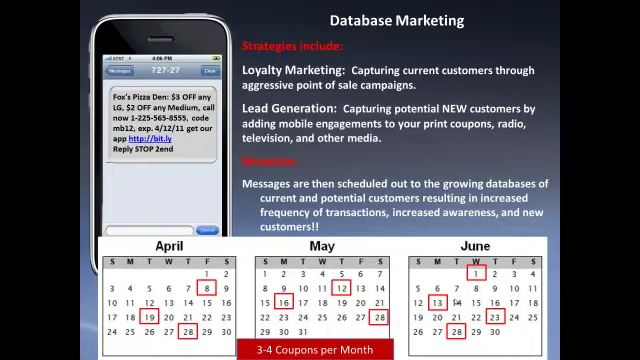 Database Marketing
Strategies include:
Loyalty Marketing: Capturing current customers through
aggressive point of sale campaigns.
Lead Generation: Capturing potential NEW customers by
adding mobile engagements to your print coupons, radio,
television, and other media.
Monetize:
Messages are then scheduled out to the growing databases of
current and potential customers resulting in increased
frequency of transactions, increased awareness, and new
customers!!
AT&T 4:06 PM
Messages 727-27 Clear
Fox's Pizza Den: $3 OFF any
LG, $2 OFF any Medium, call
now 1-225-565-8555, code
mb12, exp. 4/12/11 get our
app http://bit.ly
Reply STOP 2end
Send
April
S M T W T F S
1 2
3 4 5 6 7 8 9
10 11 12 13 14 15 16
17 18 19 20 21 22 23
24 25 26 27 28 29 30
May
S M T W T F S
1 2 3 4 5 6 7
8 9 10 11 12 13 14
15 16 17 18 19 20 21
22 23 24 25 26 27 28
29 30 31
June
S M T W T F S
1 2 3 4
5 6 7 8 9 10 11
12 13 14 15 16 17 18
19 20 21 22 23 24 25
26 27 28 29 30
3-4 Coupons per Month